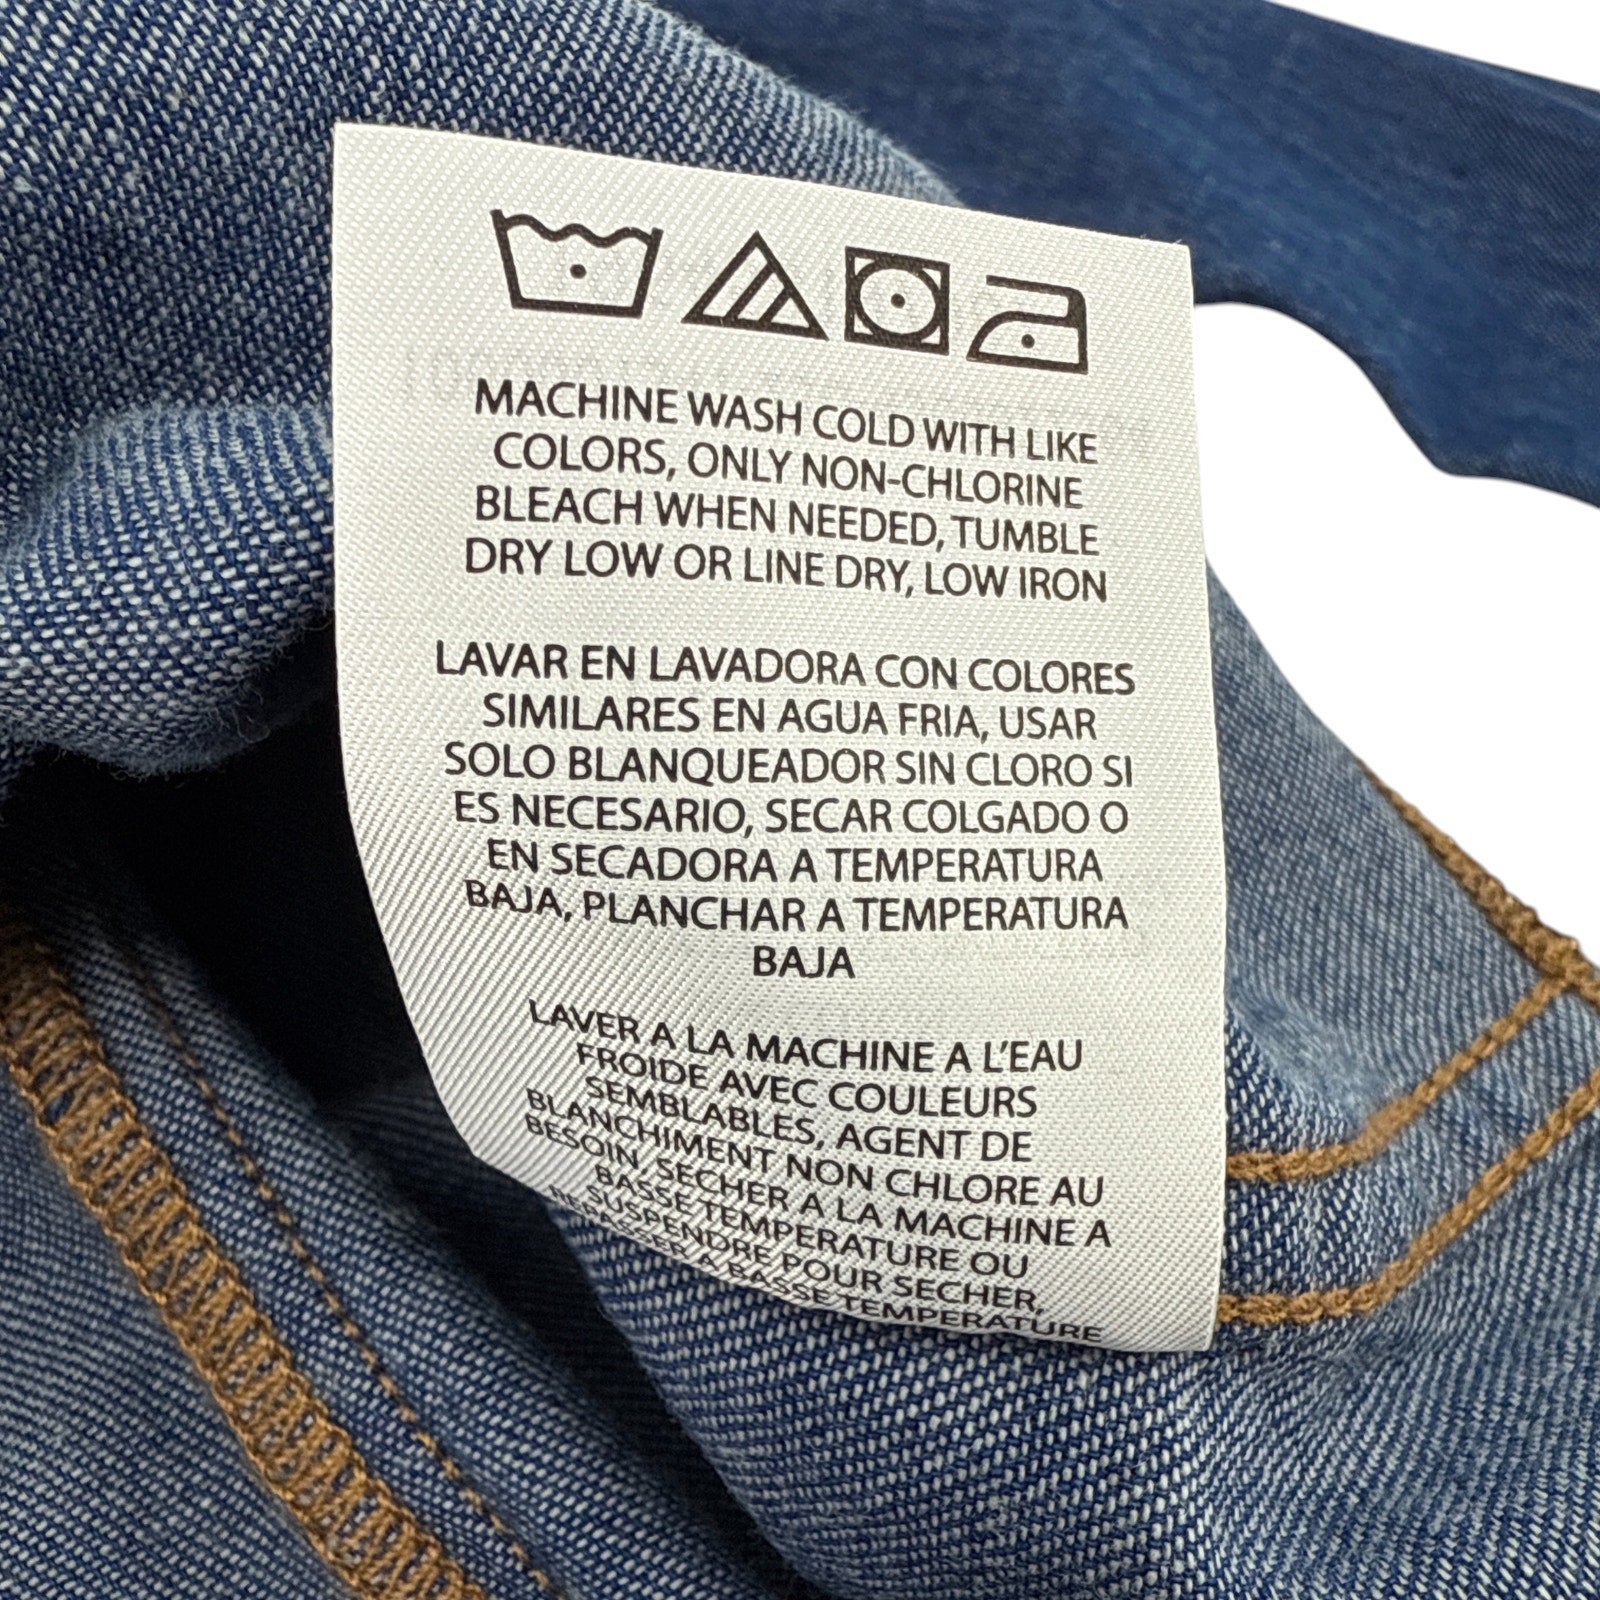 MACHINE WASH COLD WITH LIKE
COLORS, ONLY NON-CHLORINE
BLEACH WHEN NEEDED, TUMBLE
DRY LOW OR LINE DRY, LOW IRON
LAVAR EN LAVADORA CON COLORES
SIMILARES EN AGUA FRIA, USAR
SOLO BLANQUEADOR SIN CLORO SI
ES NECESARIO, SECAR COLGADO O
EN SECADORA A TEMPERATURA
BAJA, PLANCHAR A TEMPERATURA
BAJA
LAVER A LA MACHINE A L'EAU
FROIDE AVEC COULEURS
SEMBLABLES, AGENT DE
BLANCHIMENT NON CHLORE AU
BESOIN, SECHER A LA MACHINE A
BASSE TEMPERATURE OU
SUSPENDRE POUR SECHER,
REPASSER A BASSE TEMPERATURE